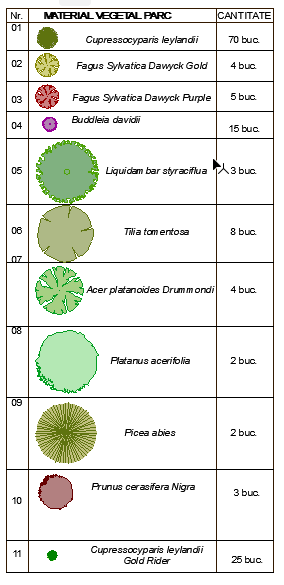 Nr. MATERIAL VEGETAL PARC CANTITATE
01 Cupressocyparis leylandii 70 buc.
02 Fagus Sylvatica Dawyck Gold 4 buc.
03 Fagus Sylvatica Dawyck Purple 5 buc.
04 Buddleia davidii 15 buc.
05 Liquidambar styraciflua 3 buc.
06 Tilia tomentosa 8 buc.
07 Acer platanoides Drummondi 4 buc.
08 Platanus acerifolia 2 buc.
09 Picea abies 2 buc.
10 Prunus cerasifera Nigra 3 buc.
11 Cupressocyparis leylandii
Gold Rider 25 buc.